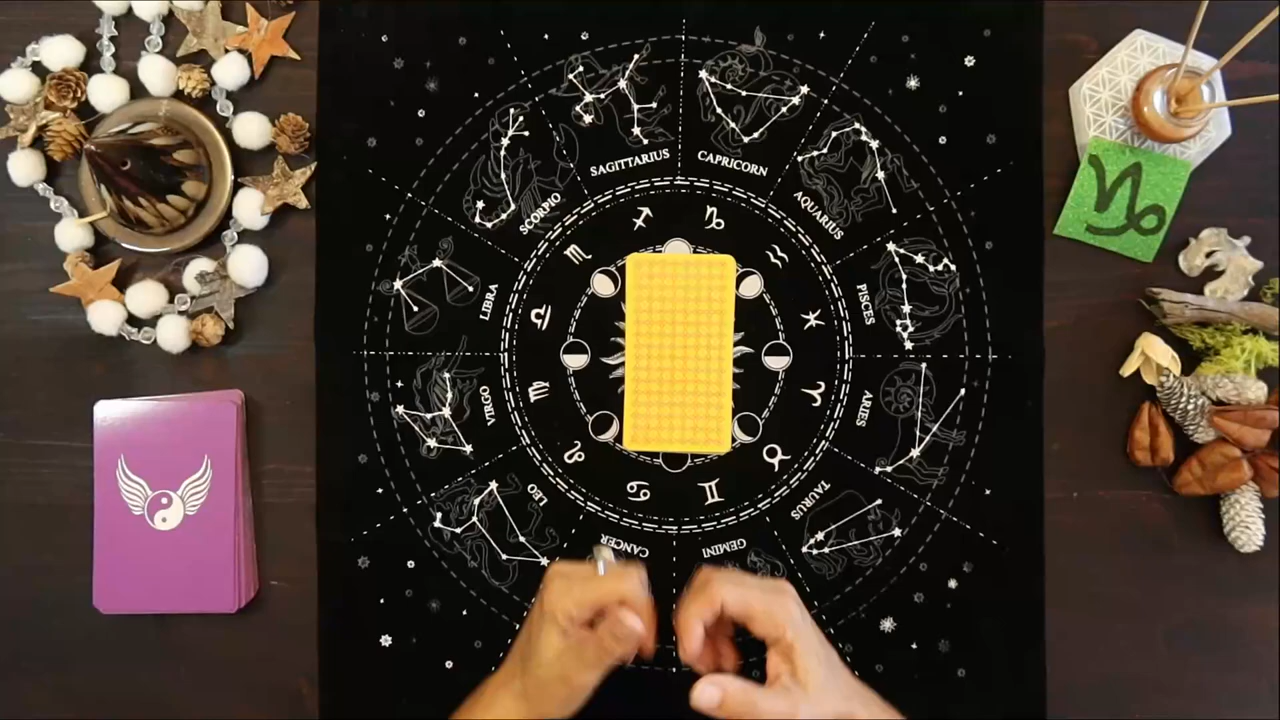 SAGITTARIUS
CAPRICORN
SCORPIO
AQUARIUS
LIBRA
PISCES
VIRGO
ARIES
LEO
TAURUS
CANCER
GEMINI